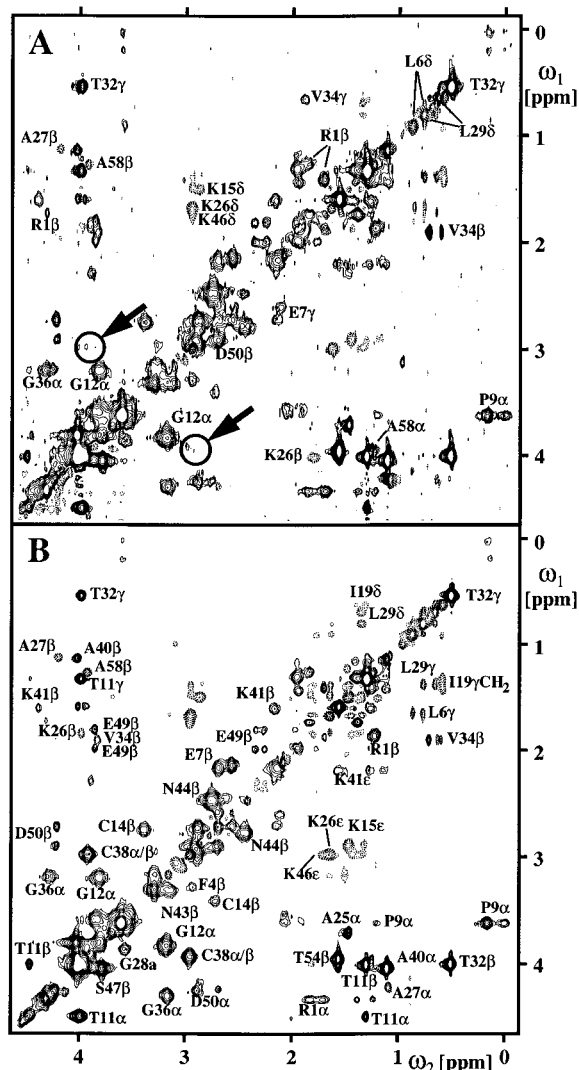 A
0
T32γ
L6δ
T32γ
ω1
[ppm]
V34γ
L29δ
1
A27β
R1β
A58β
K15δ
K26δ
K46δ
R1β
V34β
2
E7γ
D50β
3
G36α
G12α
P9α
G12α
A58α
K26β
4
B
0
ω1
[ppm]
T32γ
I19δ
T32γ
L29δ
A27β
A40β
1
A58β
L29γ
T11γ
I19γCH2
K41β
K41β
L6γ
K26β
E49β
E49β
V34β
V34β
R1β
2
E49β
E7β
K41ε
N44β
K26ε
K15ε
D50β
C14β
N44β
C38α/β
K46ε
3
G36α
G12α
F4β
N43β
C14β
P9α
G12α
A25α
P9α
T11β
C38α/β
T54β
A40α
T32β
G28a
T11β
4
S47β
A27α
G36α
D50α
R1α
T11α
T11α
4
3
2
1
0
ω2 [ppm]